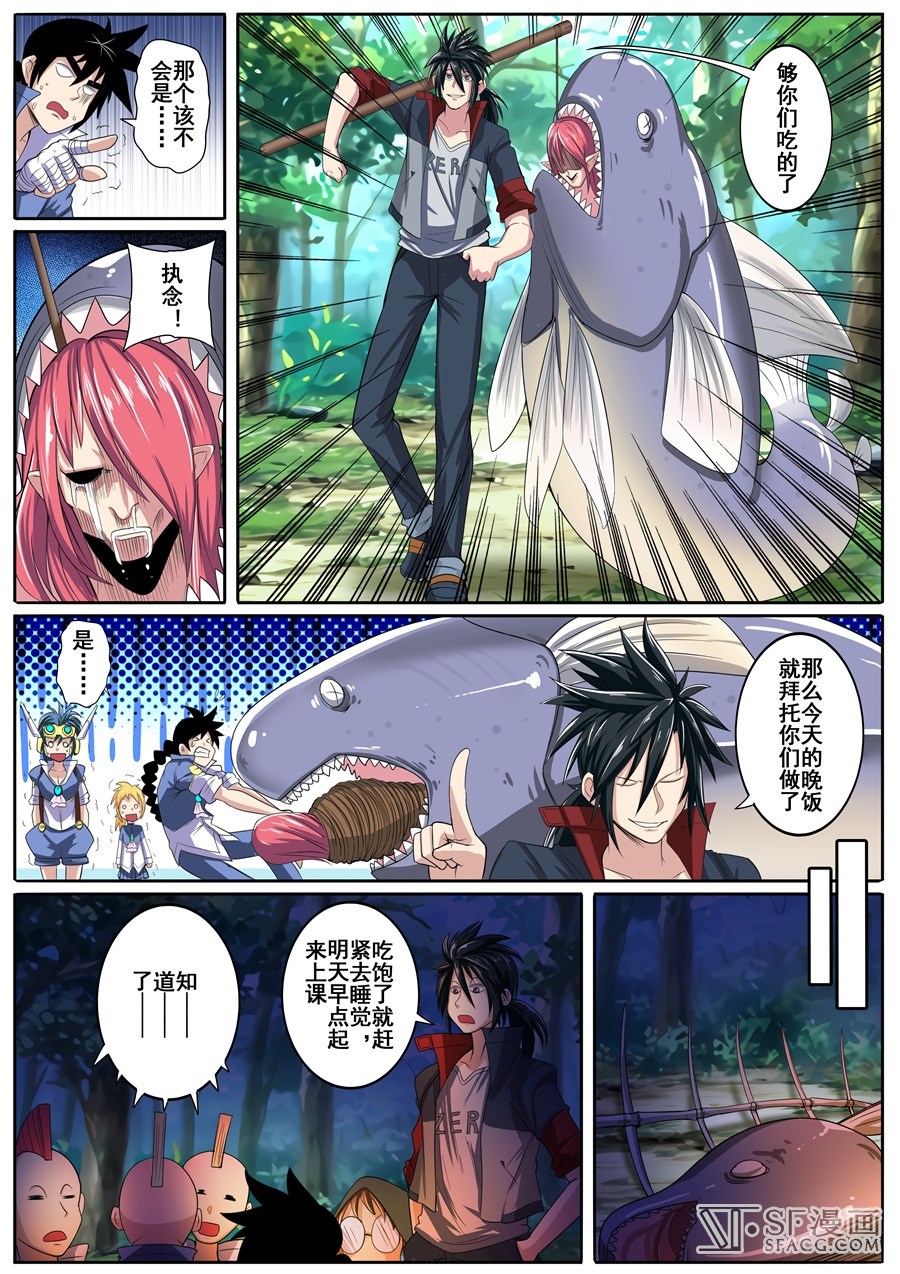 够你们吃的了
ZER
那个该不
会是……
执念！
那么今天的晚饭
就拜托你们做了
是……
吃饱了就赶
紧去睡觉，
明天早点起
来上课
ZER
知——
道——
了——
SF漫画
SFACG.COM